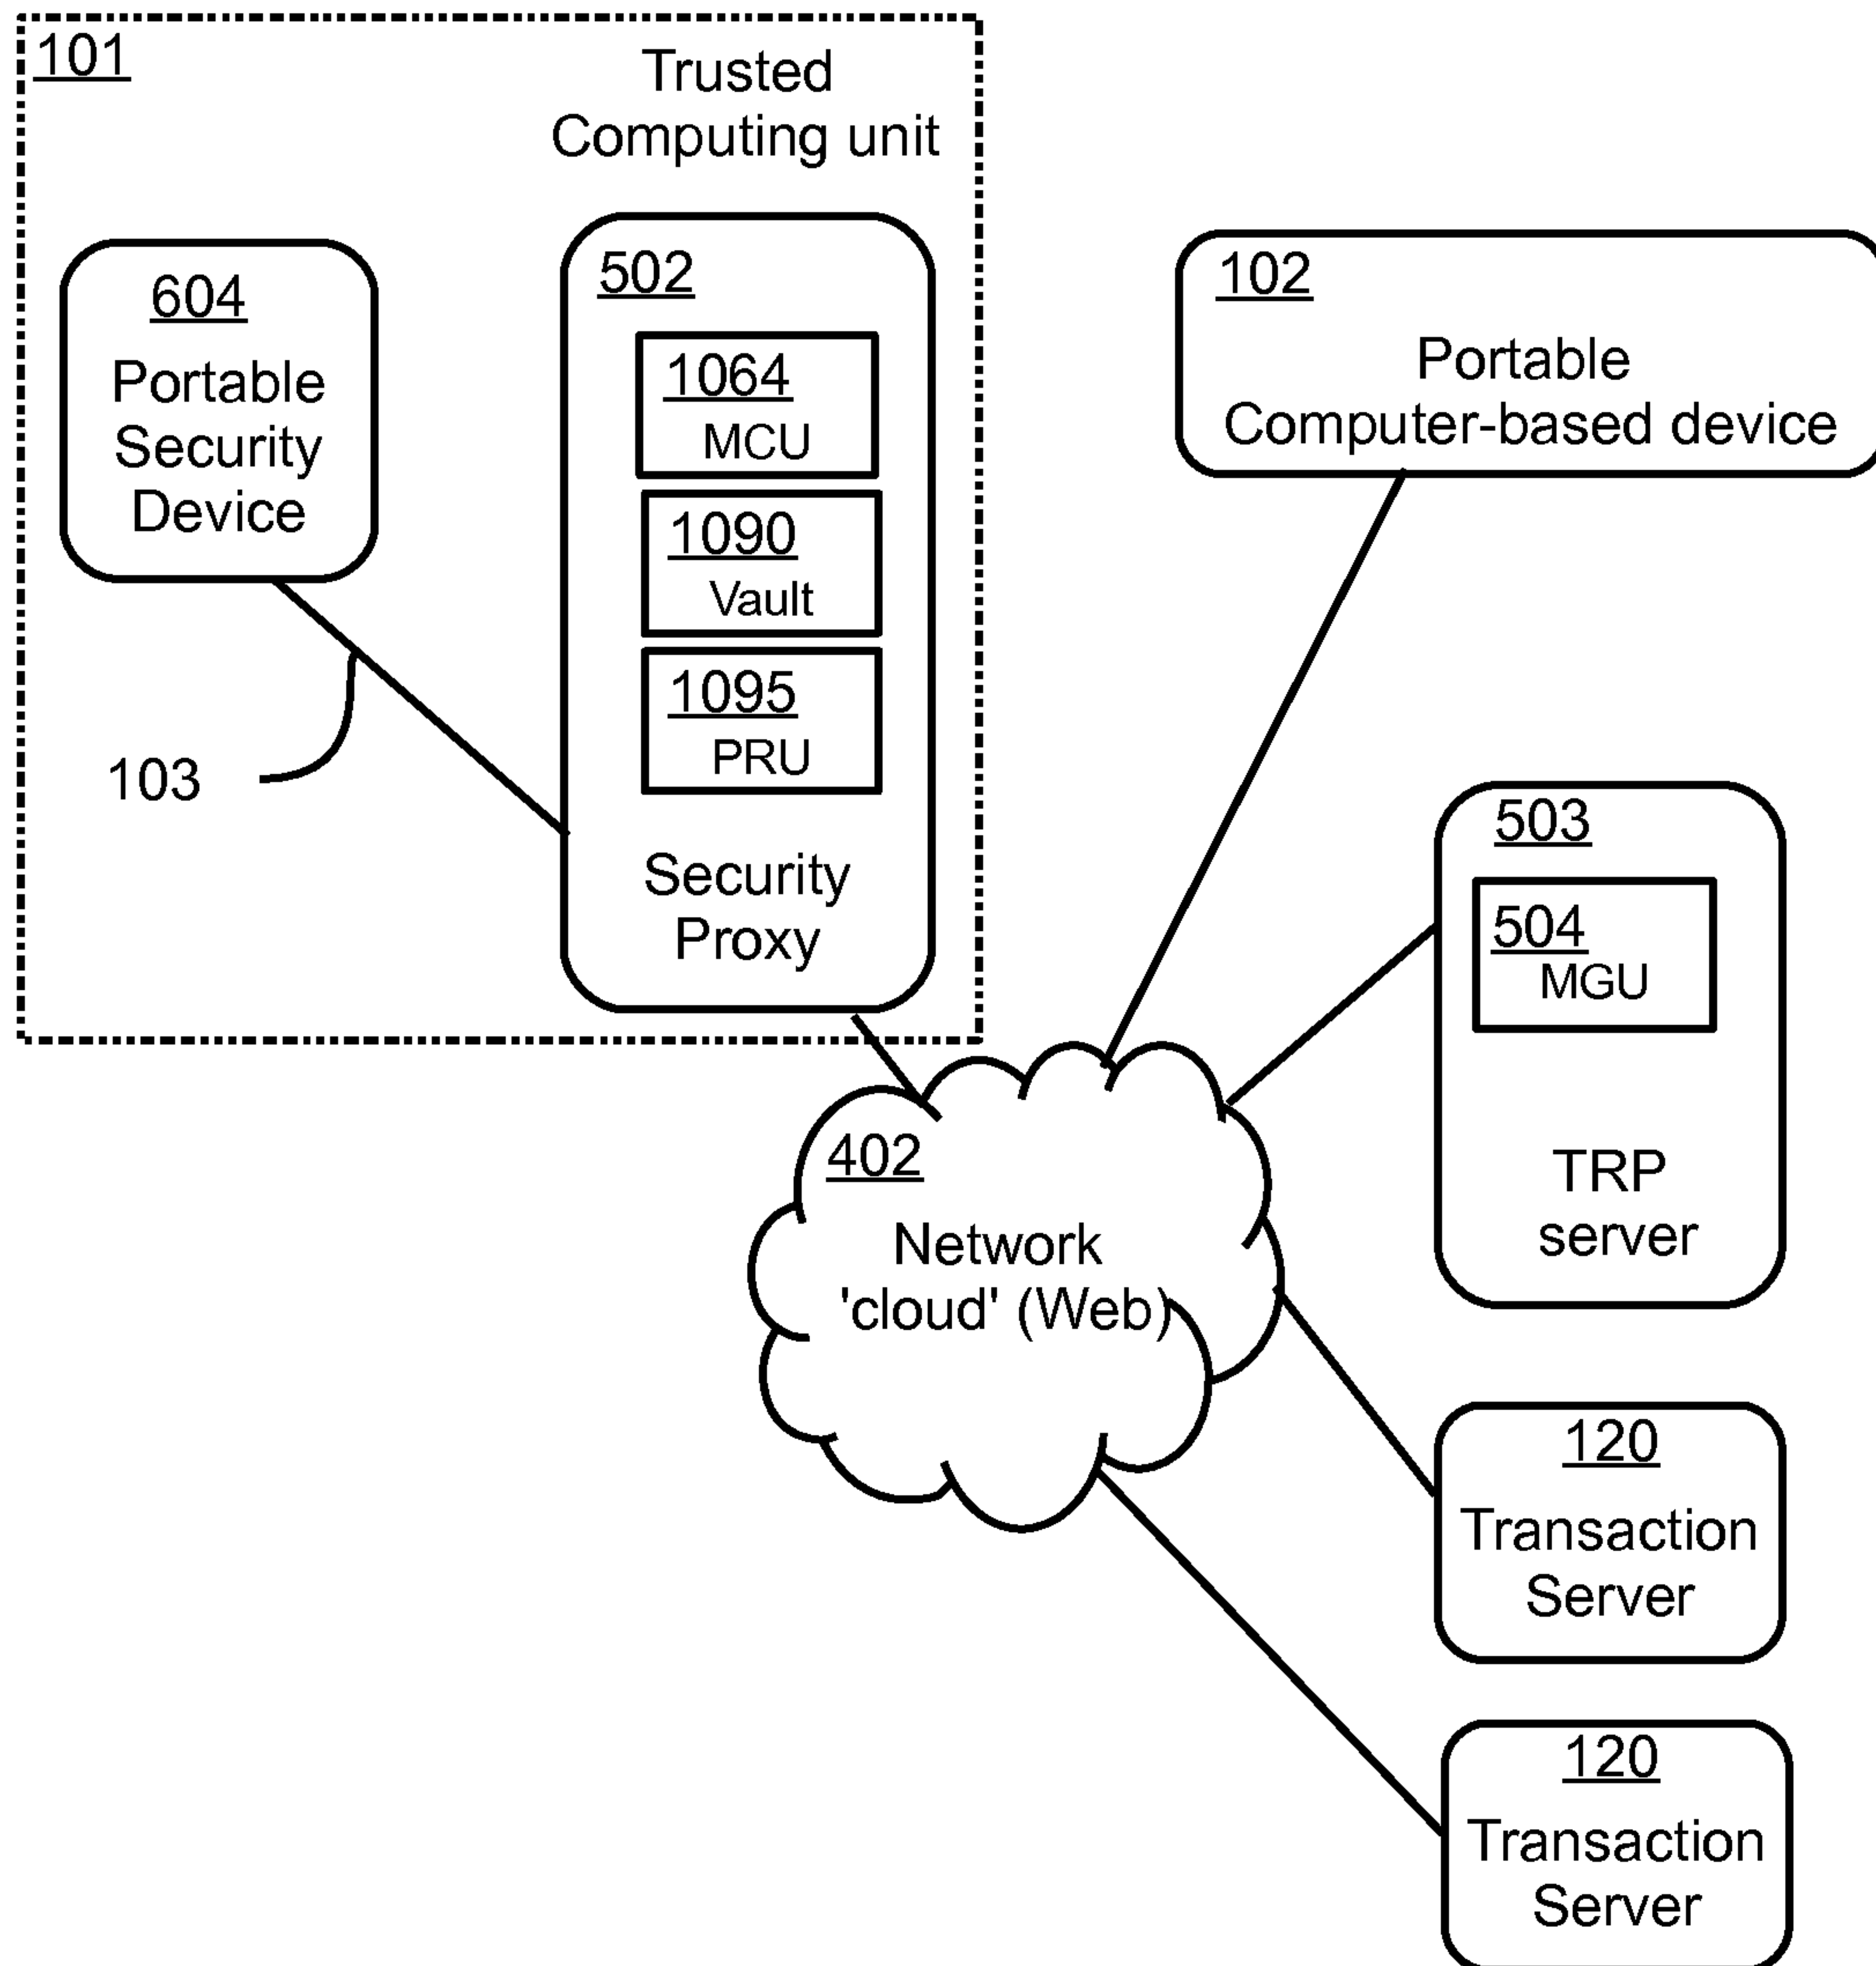 101
Trusted
Computing unit
604
Portable
Security
Device
103
502
1064
MCU
1090
Vault
1095
PRU
Security
Proxy
102
Portable
Computer-based device
503
504
MGU
TRP
server
402
Network
'cloud' (Web)
120
Transaction
Server
120
Transaction
Server